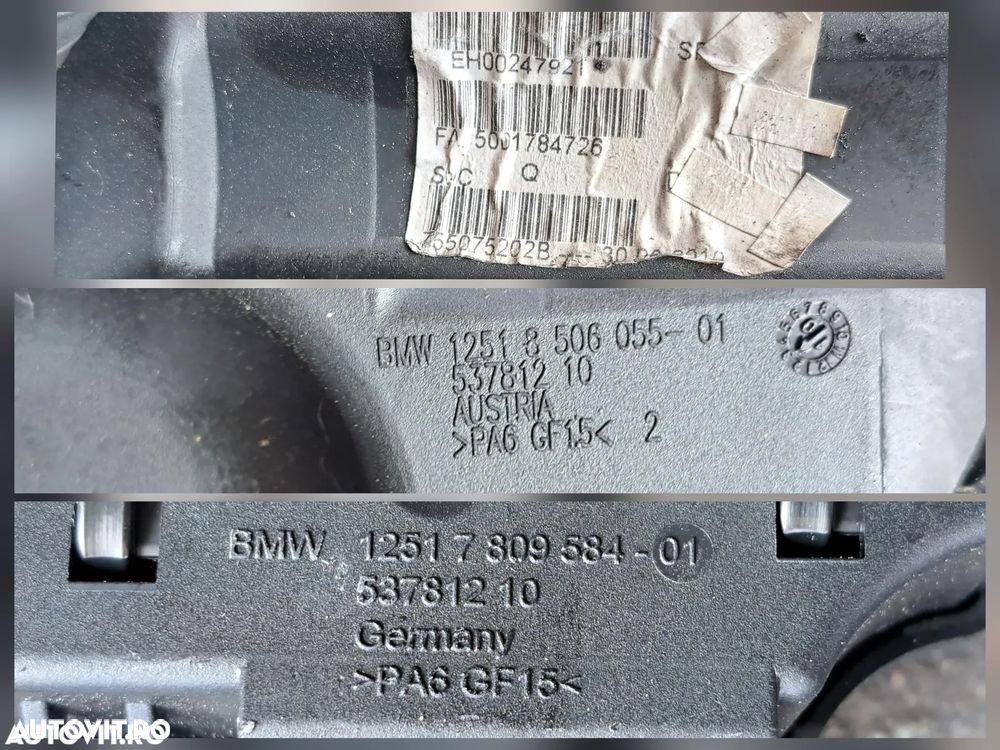 EH00247921
FA 5001784726
Q
765075202B
BMW 1251 8 506 055-01
537812 10
AUSTRIA
>PA6 GF15< 2
BMW 1251 7 809 584-01
537812 10
Germany
>PA6 GF15<
AUTOVIT.RO